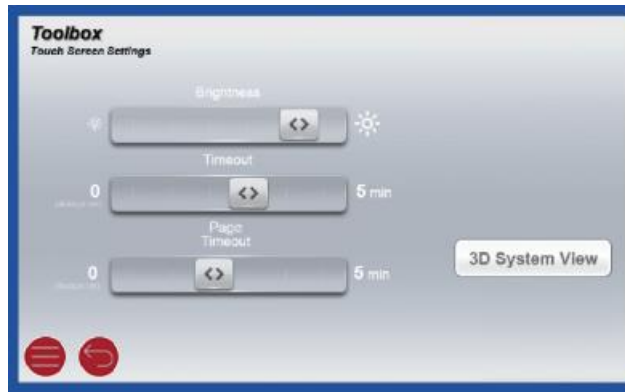 Toolbox
Touch Screen Settings
Brightness
Timeout
0
5 min
Page
Timeout
0
5 min
3D System View